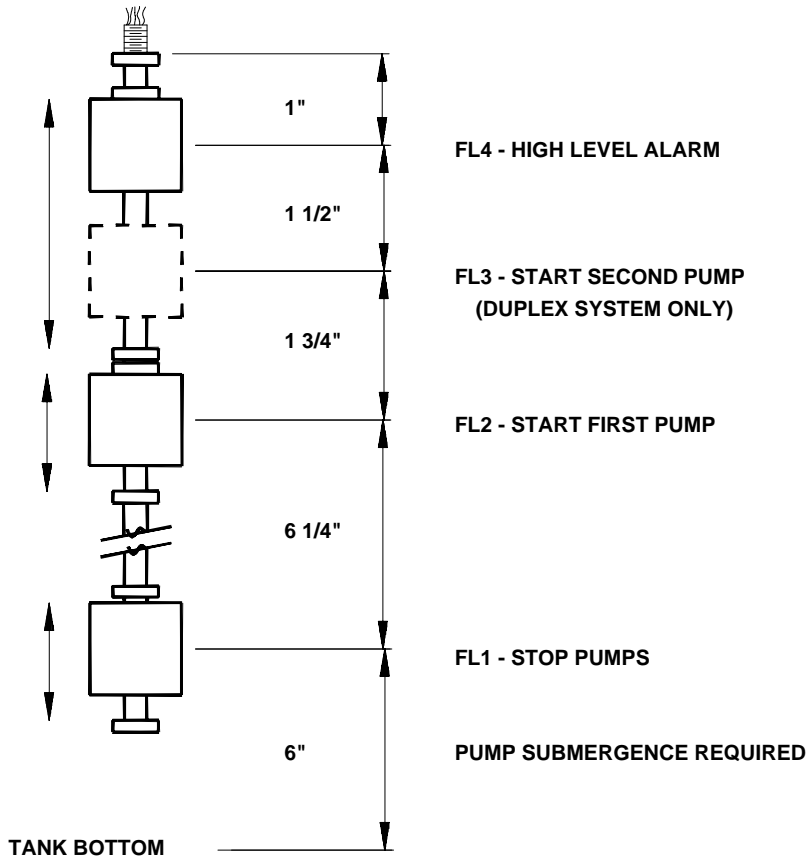 1"
FL4 - HIGH LEVEL ALARM
1 1/2"
FL3 - START SECOND PUMP
(DUPLEX SYSTEM ONLY)
1 3/4"
FL2 - START FIRST PUMP
6 1/4"
FL1 - STOP PUMPS
6"
PUMP SUBMERGENCE REQUIRED
TANK BOTTOM